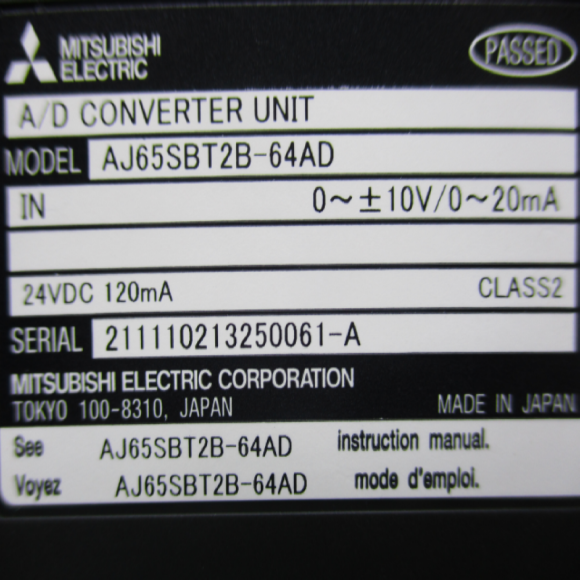 MITSUBISHI
ELECTRIC
PASSED
A/D CONVERTER UNIT
MODEL AJ65SBT2B-64AD
IN 0~±10V/0~20mA
24VDC 120mA CLASS2
SERIAL 211110213250061-A
MITSUBISHI ELECTRIC CORPORATION
TOKYO 100-8310, JAPAN MADE IN JAPAN
See AJ65SBT2B-64AD instruction manual.
Voyez AJ65SBT2B-64AD mode d'emploi.